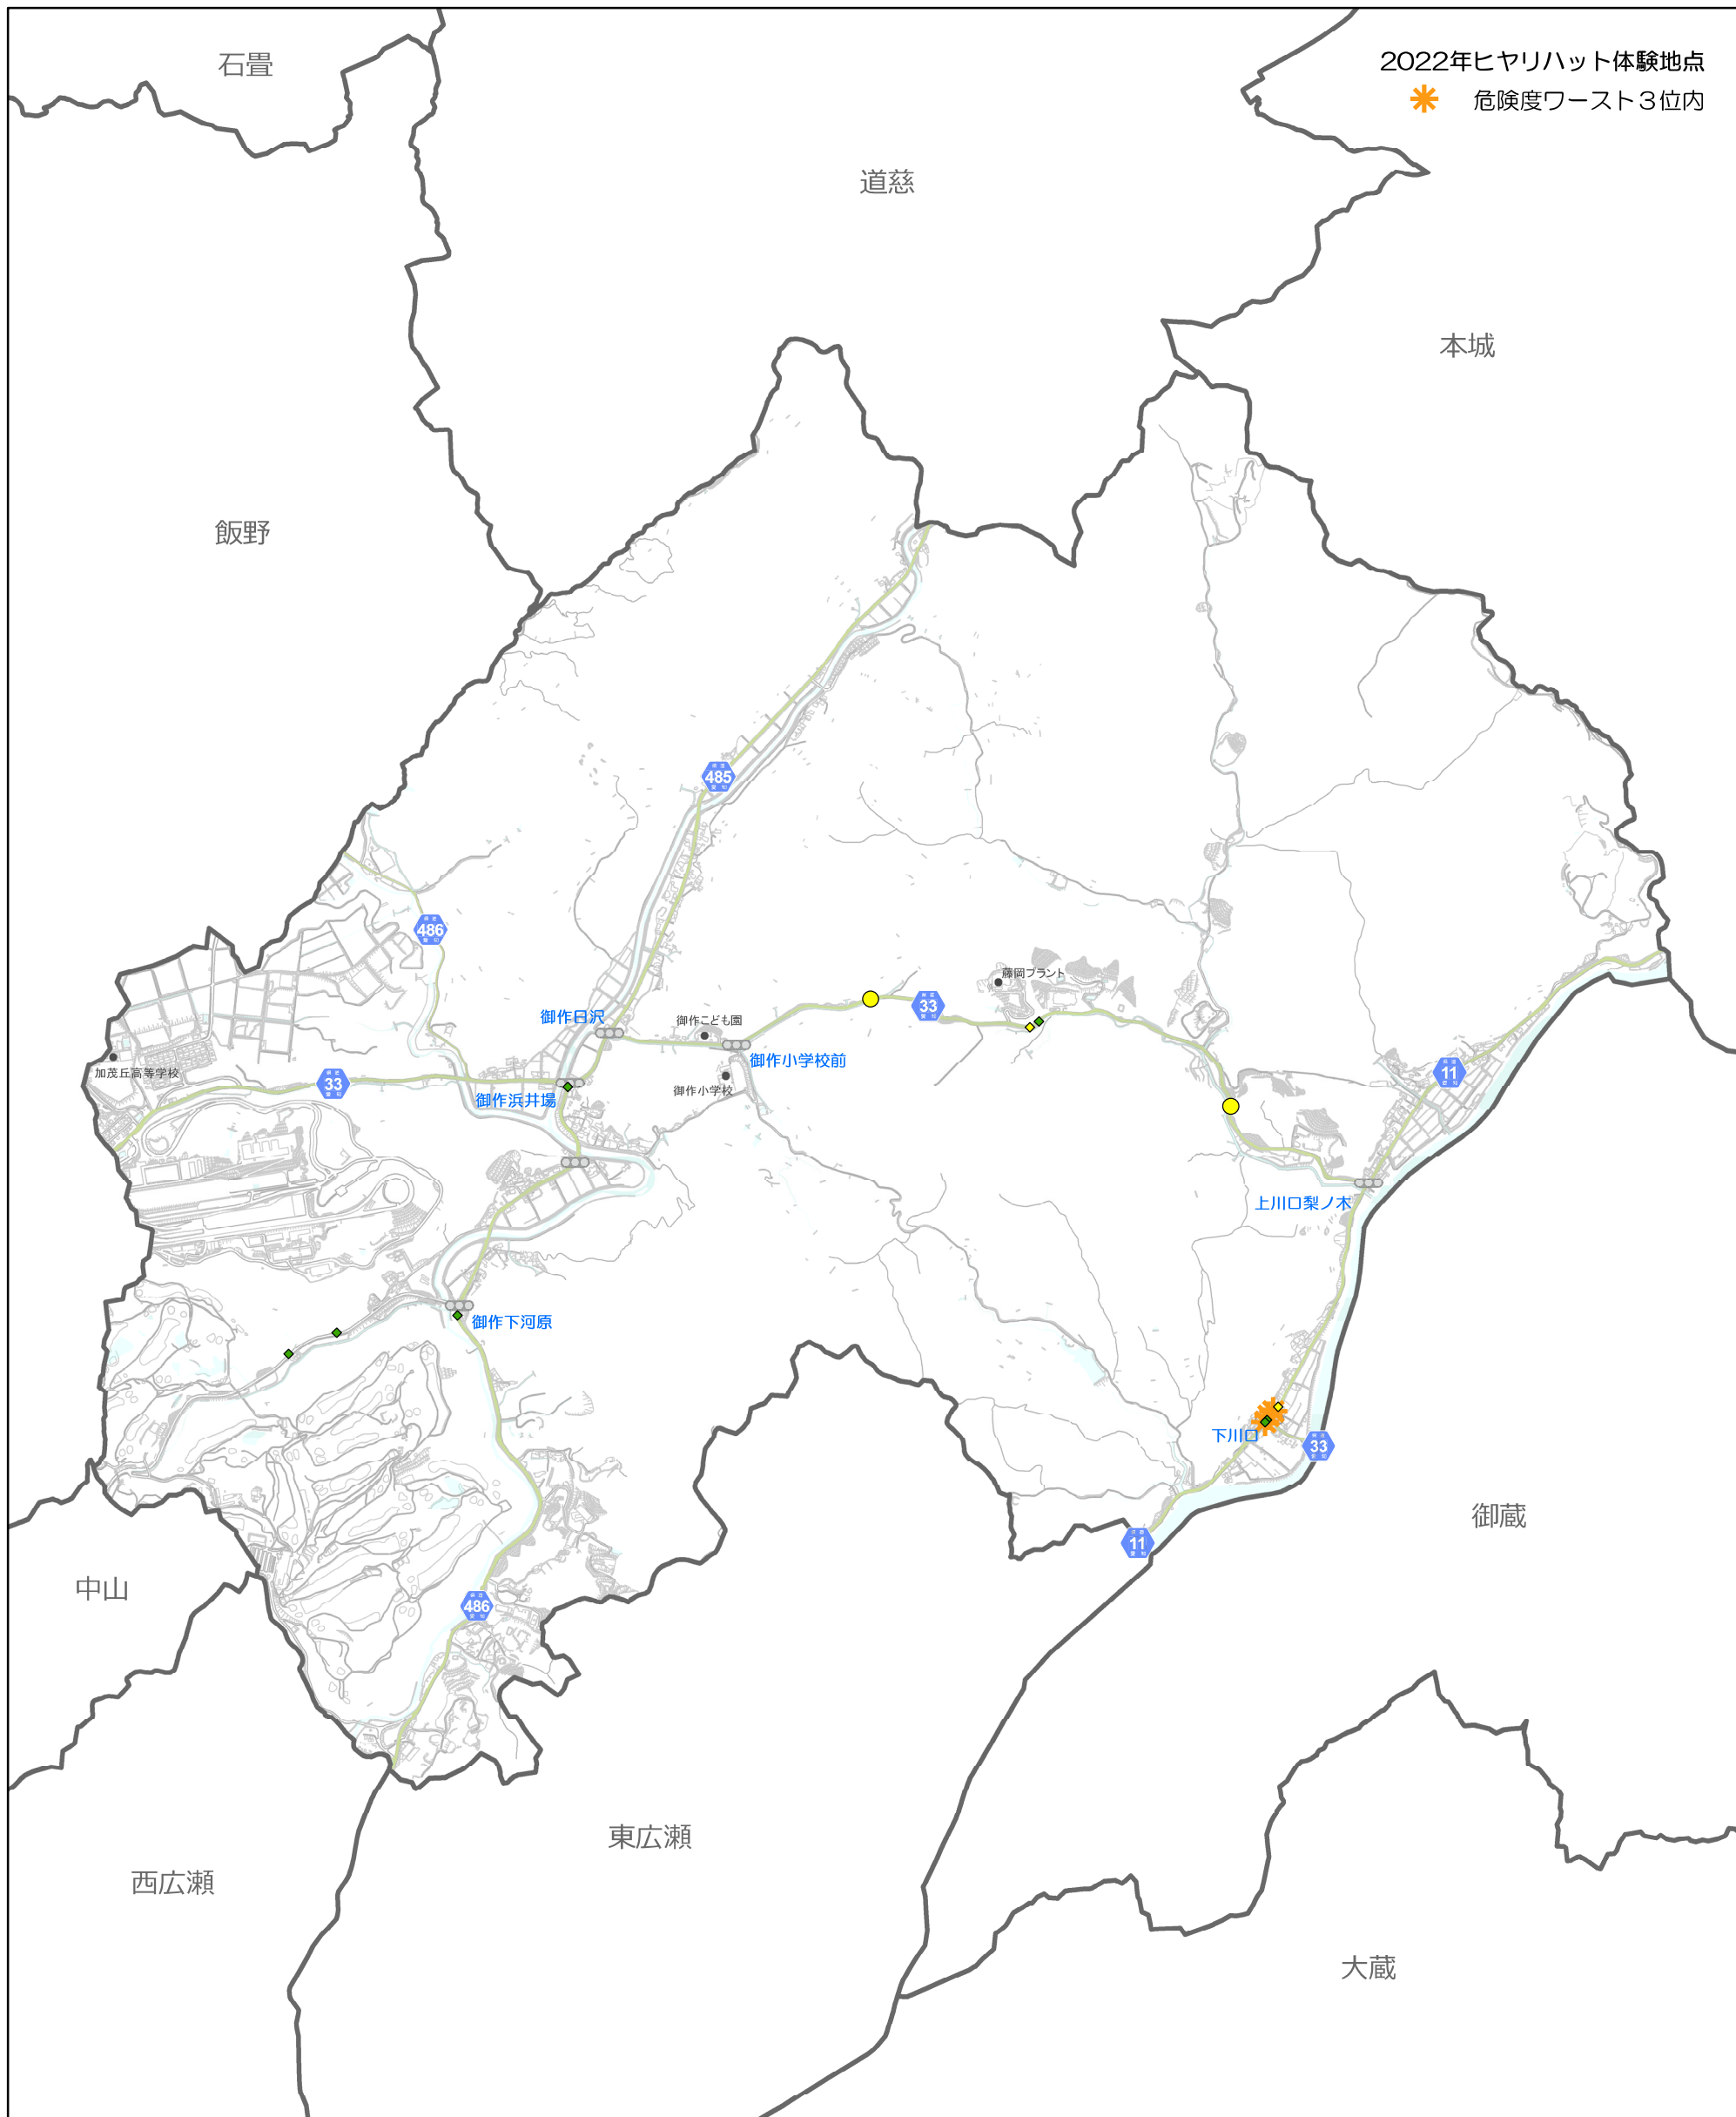 石畳
2022年ヒヤリハット体験地点
危険度ワースト３位内
道慈
本城
飯野
485
486
藤岡プラント
33
御作日沢
御作こども園
御作小学校前
加茂丘高等学校
33
御作小学校
11
御作浜井場
上川口梨ノ木
御作下河原
下川口
33
御蔵
11
中山
486
東広瀬
西広瀬
大蔵